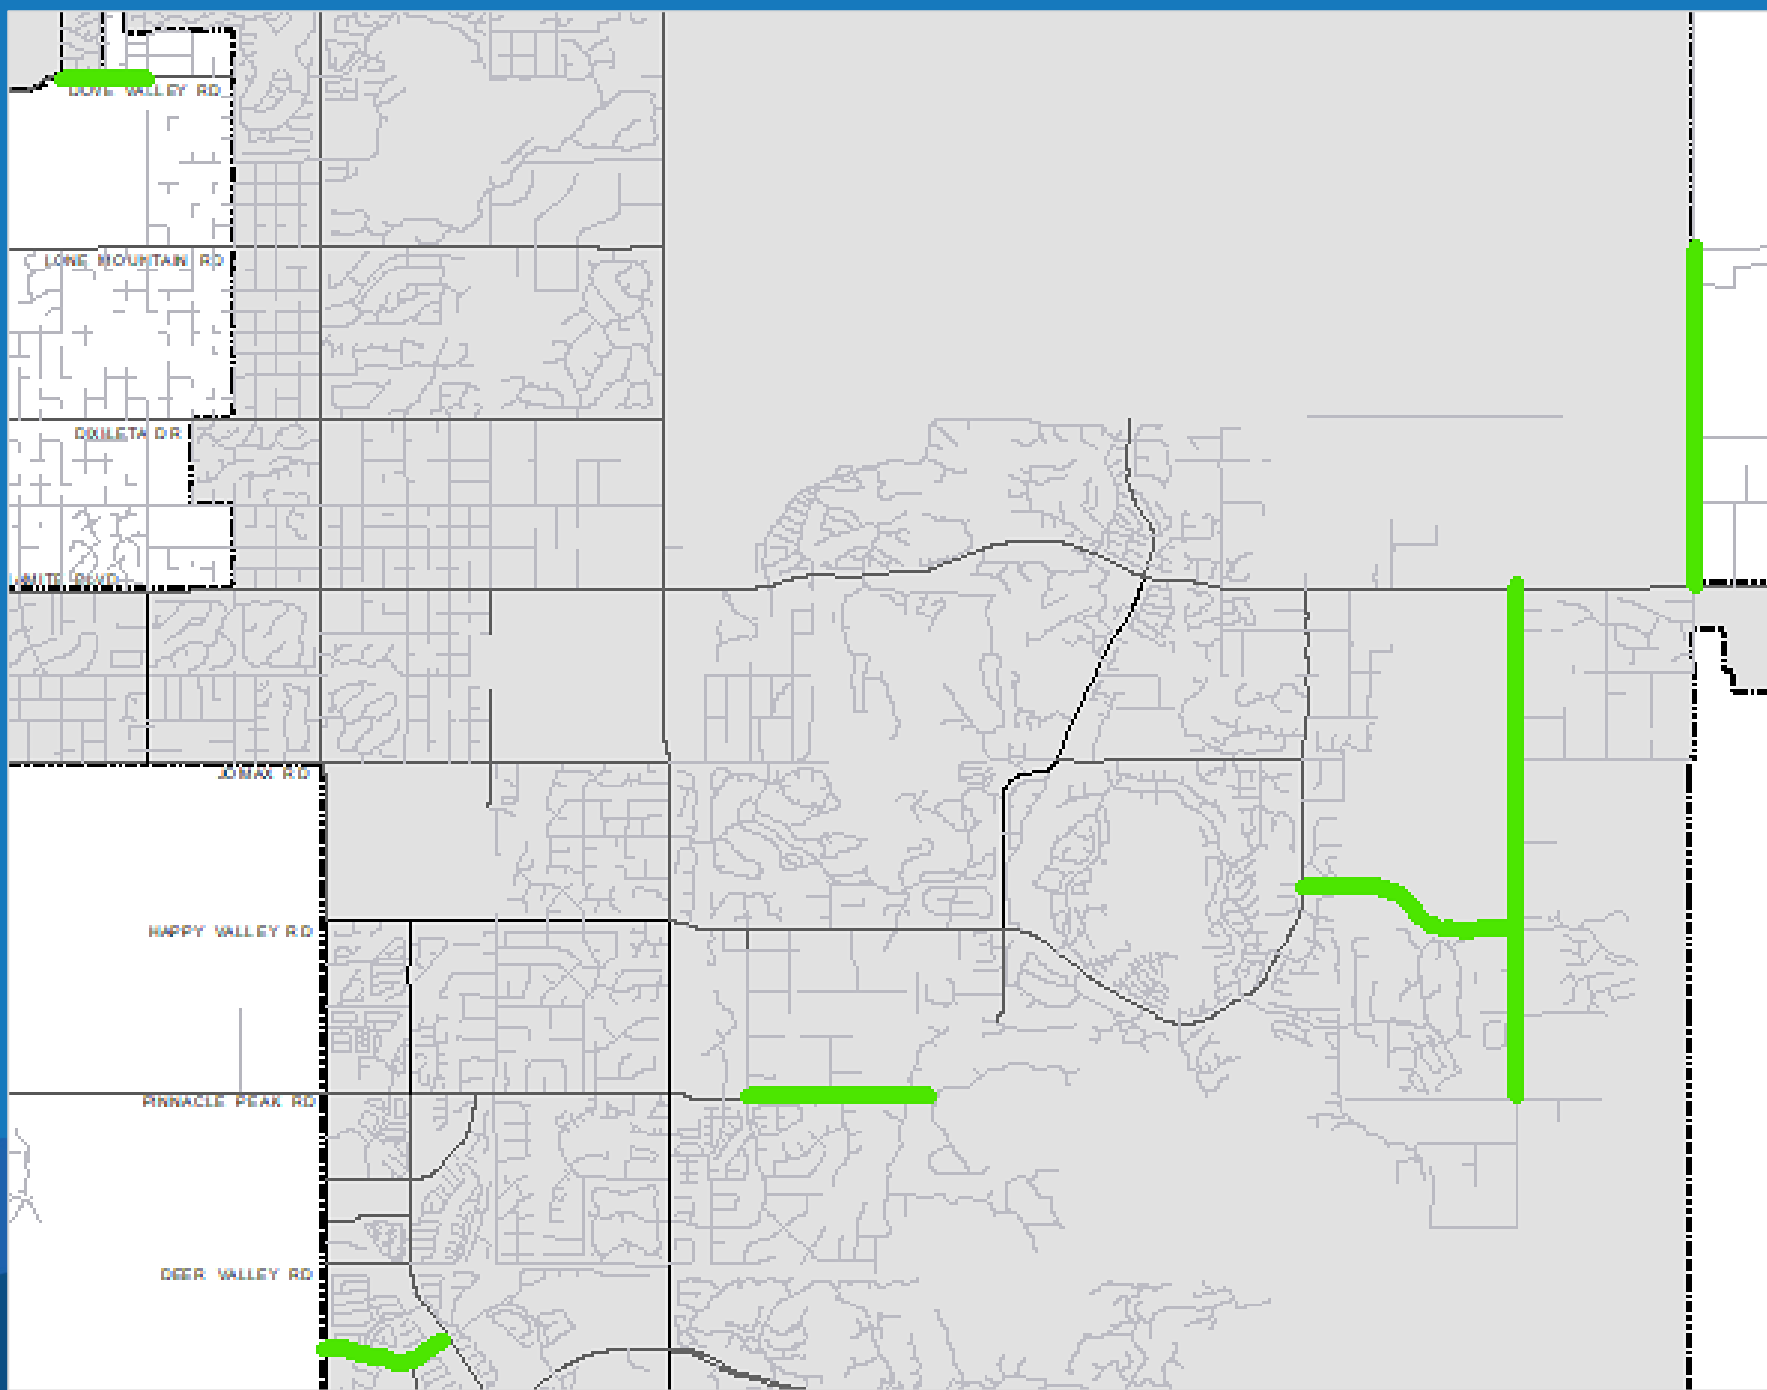 DOVE VALLEY RD
LONE MOUNTAIN RD
DIXILETA DR
JOMAX RD
HAPPY VALLEY RD
PINNACLE PEAK RD
DEER VALLEY RD